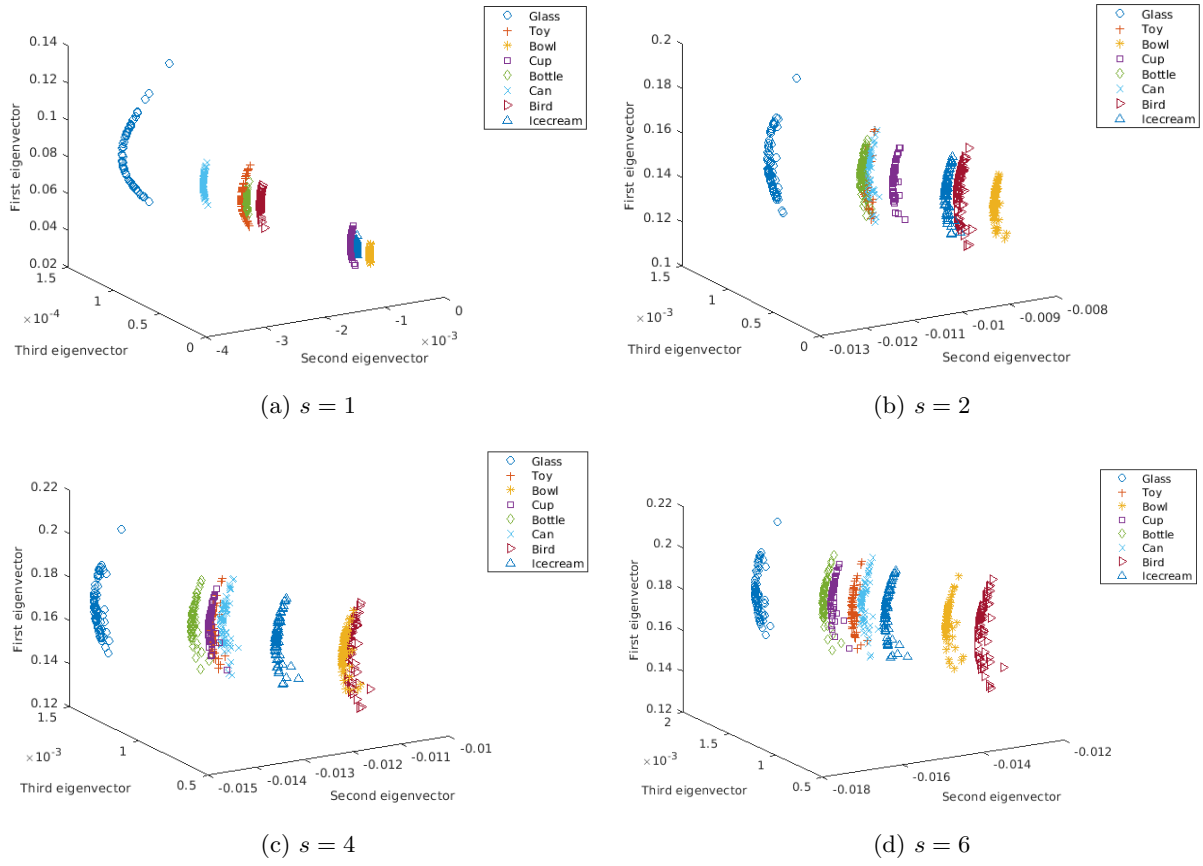 Glass
Toy
Bowl
Cup
Bottle
Can
Bird
Icecream
0.14
0.12
0.1
0.08
0.06
0.04
0.02
First eigenvector
1.5
1
0.5
0
×10⁻⁴
Third eigenvector
-4
-3
-2
-1
0
×10⁻³
Second eigenvector
(a) s = 1
Glass
Toy
Bowl
Cup
Bottle
Can
Bird
Icecream
0.2
0.18
0.16
0.14
0.12
0.1
First eigenvector
1.5
1
0.5
0
×10⁻³
Third eigenvector
-0.013
-0.012
-0.011
-0.01
-0.009
-0.008
Second eigenvector
(b) s = 2
Glass
Toy
Bowl
Cup
Bottle
Can
Bird
Icecream
0.22
0.2
0.18
0.16
0.14
0.12
First eigenvector
1.5
1
0.5
×10⁻³
Third eigenvector
-0.015
-0.014
-0.013
-0.012
-0.011
-0.01
Second eigenvector
(c) s = 4
Glass
Toy
Bowl
Cup
Bottle
Can
Bird
Icecream
0.22
0.2
0.18
0.16
0.14
0.12
First eigenvector
2
1.5
1
0.5
×10⁻³
Third eigenvector
-0.018
-0.016
-0.014
-0.012
Second eigenvector
(d) s = 6